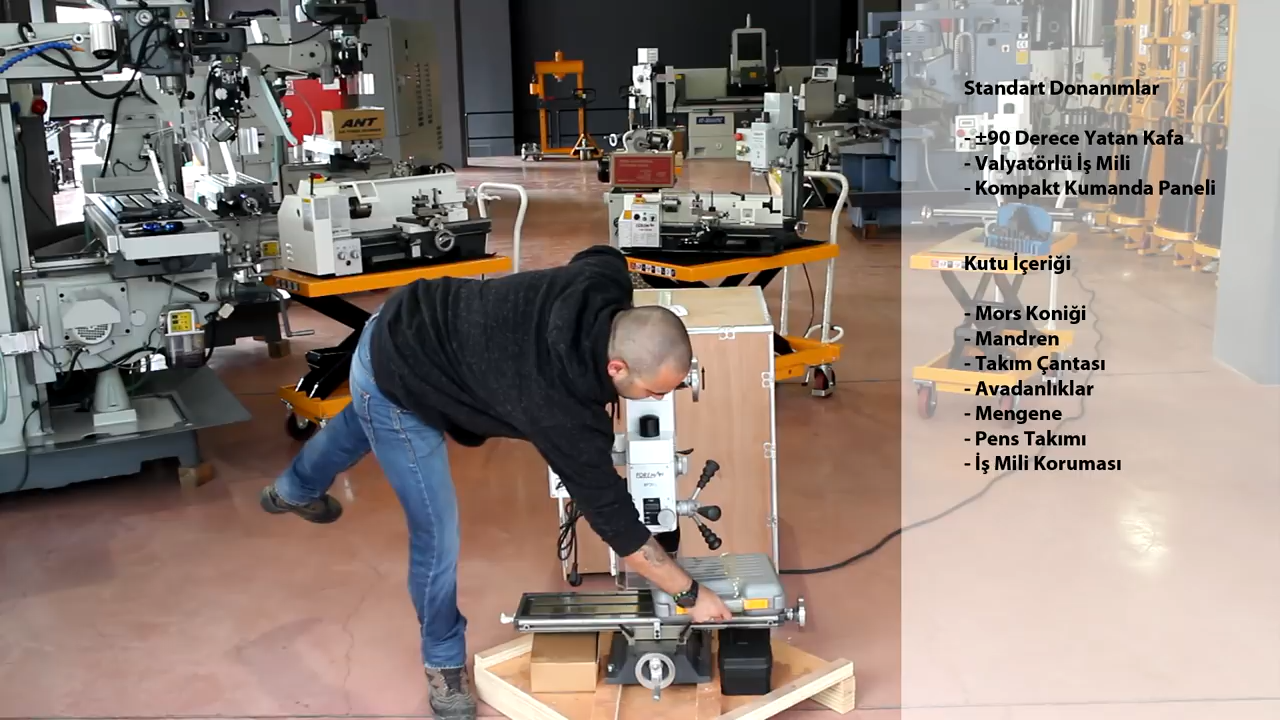 Standart Donanımlar
- ±90 Derece Yatan Kafa
- Valyatörlü İş Mili
- Kompakt Kumanda Paneli
Kutu İçeriği
- Mors Koniği
- Mandren
- Takım Çantası
- Avadanlıklar
- Mengene
- Pens Takımı
- İş Mili Koruması
ANT